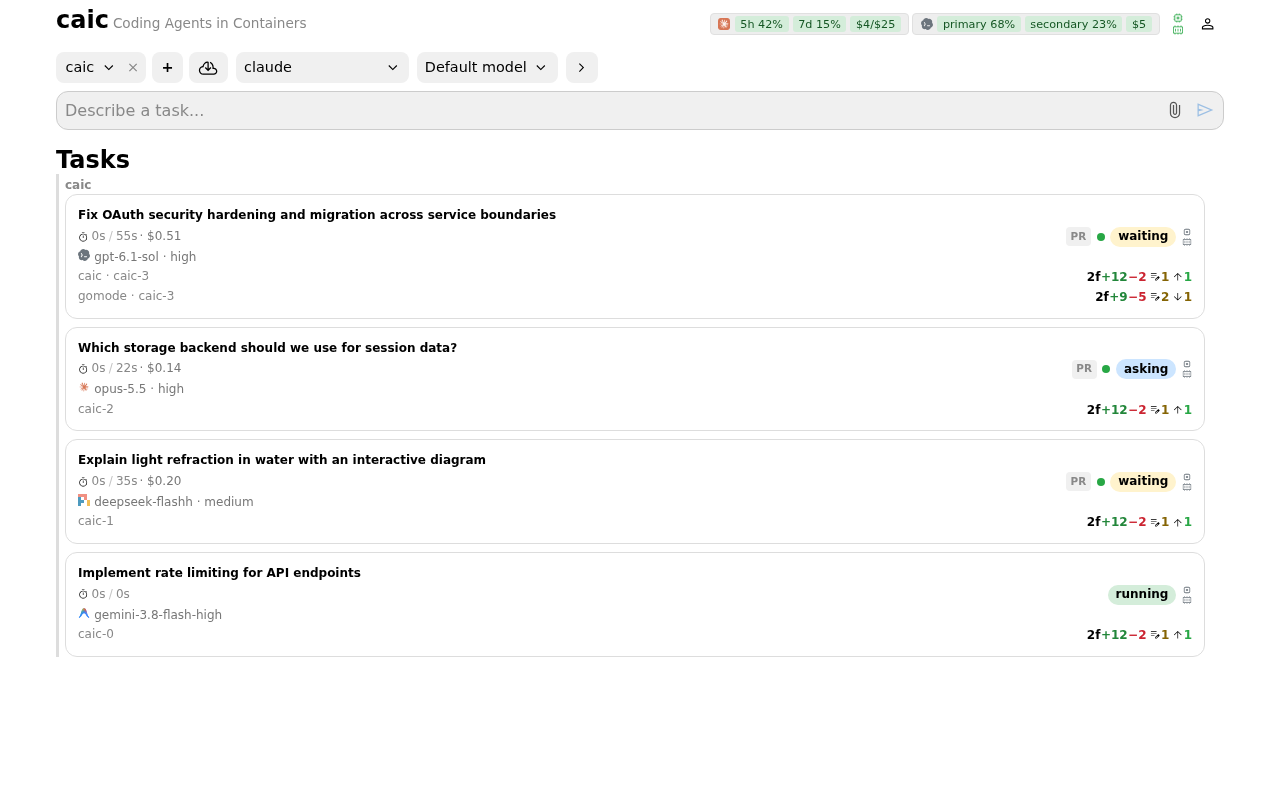 caic Coding Agents in Containers
5h 42% 7d 15% $4/$25 primary 68% secondary 23% $5
caic × + claude Default model
Describe a task...
Tasks
caic
Fix OAuth security hardening and migration across service boundaries
0s / 55s · $0.51 PR waiting
gpt-6.1-sol · high
caic · caic-3 2f+12−2 1 ↑1
gomode · caic-3 2f+9−5 2 ↓1
Which storage backend should we use for session data?
0s / 22s · $0.14 PR asking
opus-5.5 · high
caic-2 2f+12−2 1 ↑1
Explain light refraction in water with an interactive diagram
0s / 35s · $0.20 PR waiting
deepseek-flashh · medium
caic-1 2f+12−2 1 ↑1
Implement rate limiting for API endpoints
0s / 0s running
gemini-3.8-flash-high
caic-0 2f+12−2 1 ↑1